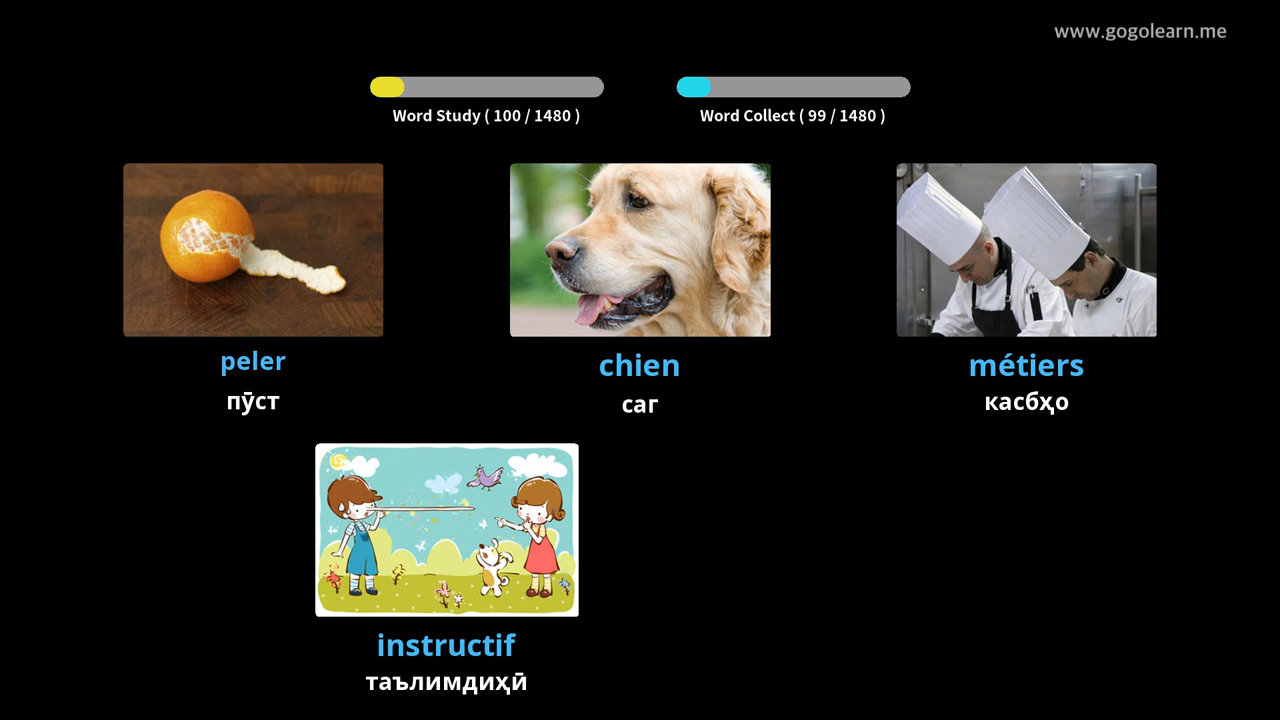 www.gogolearn.me
Word Study ( 100 / 1480 )
Word Collect ( 99 / 1480 )
peler
chien
métiers
пӯст
саг
касбҳо
instructif
таълимдиҳӣ